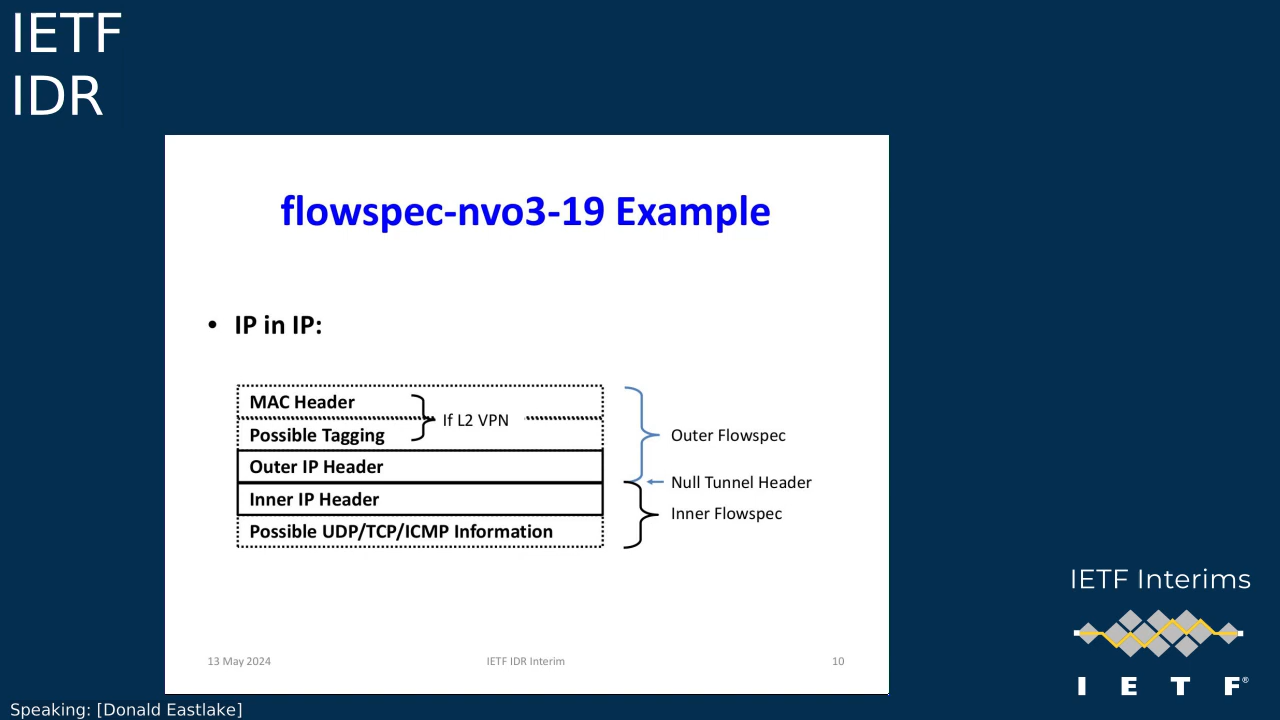 IETF
IDR
flowspec-nvo3-19 Example
• IP in IP:
MAC Header
If L2 VPN
Possible Tagging
Outer IP Header
Inner IP Header
Possible UDP/TCP/ICMP Information
Outer Flowspec
Null Tunnel Header
Inner Flowspec
13 May 2024
IETF IDR Interim
10
IETF Interims
I E T F®
Speaking: [Donald Eastlake]